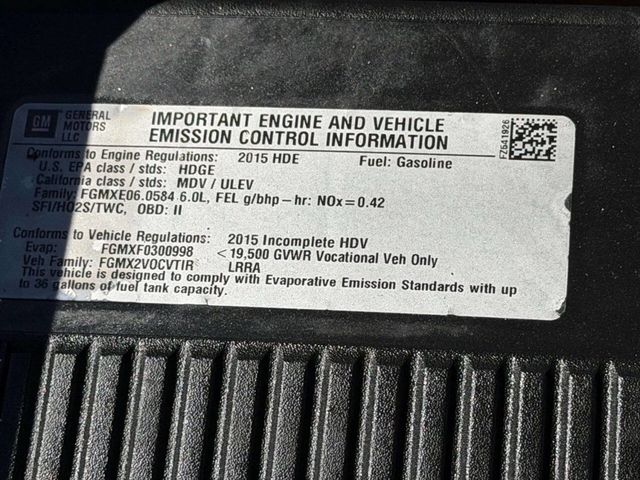 GM GENERAL MOTORS LLC
IMPORTANT ENGINE AND VEHICLE
EMISSION CONTROL INFORMATION
FZ641926
Conforms to Engine Regulations: 2015 HDE Fuel: Gasoline
U.S. EPA class / stds: HDGE
California class / stds: MDV / ULEV
Family: FGMXE06.0584 6.0L, FEL g/bhp-hr: NOx=0.42
SFI/HO2S/TWC, OBD: II
Conforms to Vehicle Regulations: 2015 Incomplete HDV
Evap: FGMXF0300998 <19,500 GVWR Vocational Veh Only
Veh Family: FGMX2VOCVTIR LRRA
This vehicle is designed to comply with Evaporative Emission Standards with up
to 36 gallons of fuel tank capacity.